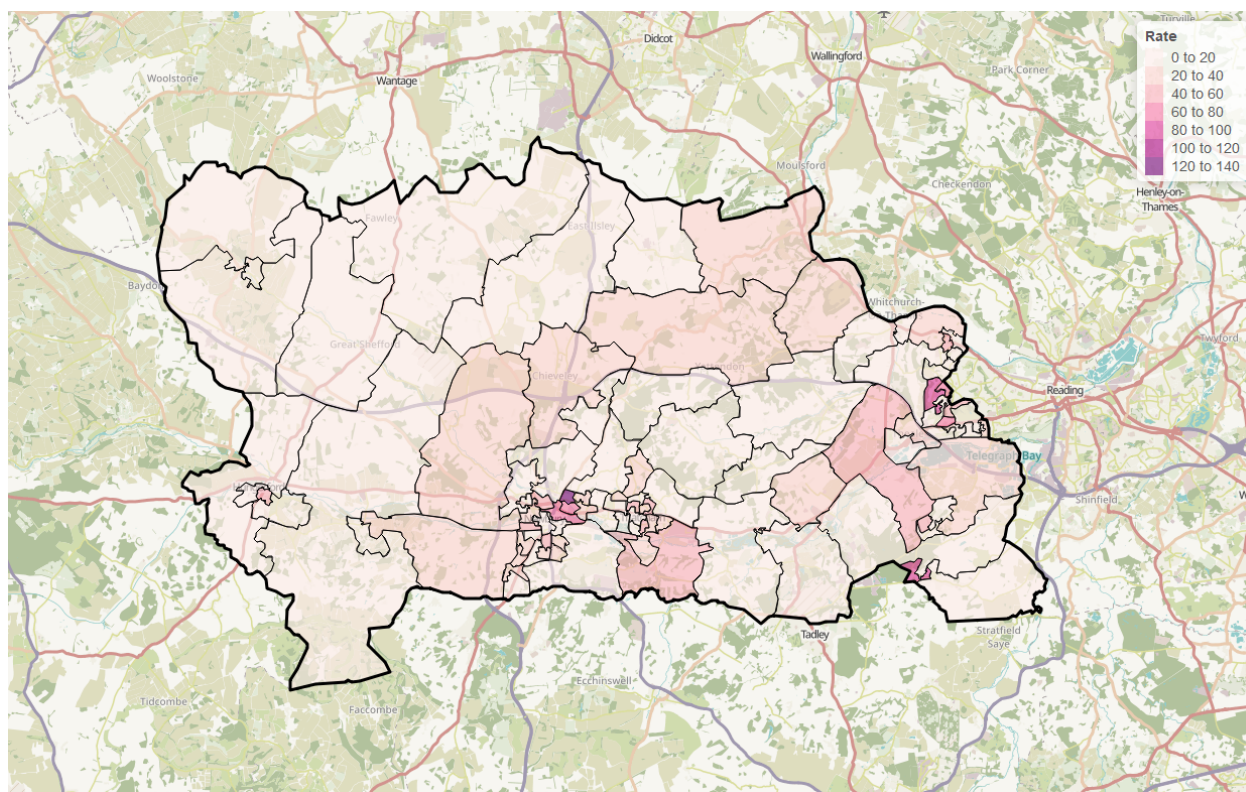 Turville
Didcot
Wallingford
Rate
0 to 20
20 to 40
40 to 60
60 to 80
80 to 100
100 to 120
120 to 140
Woolstone
Wantage
Park Corner
Moulsford
Checkendon
Henley-on-
Thames
Fawley
East Ilsley
Whitchurch-
Twyford
Great Shefford
Chieveley
Reading
Telegraph Bay
Shinfield
Tadley
Stratfield
Saye
Ecchinswell
Tidcombe
Faccombe